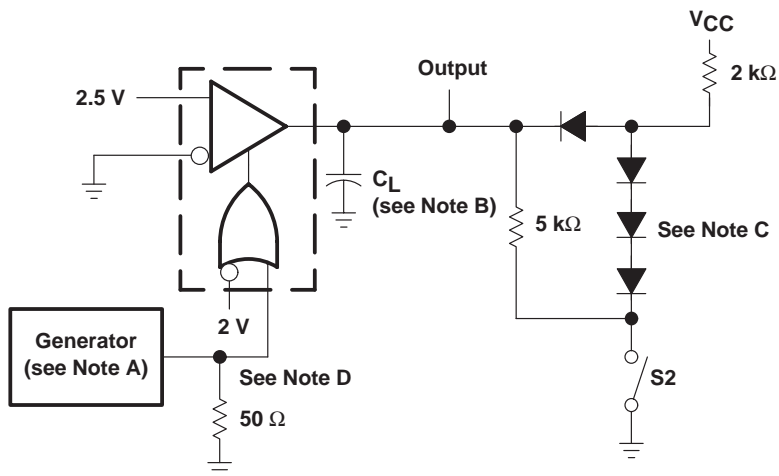 VCC
2 kΩ
Output
2.5 V
CL
(see Note B)
5 kΩ
See Note C
2 V
Generator
(see Note A)
See Note D
50 Ω
S2